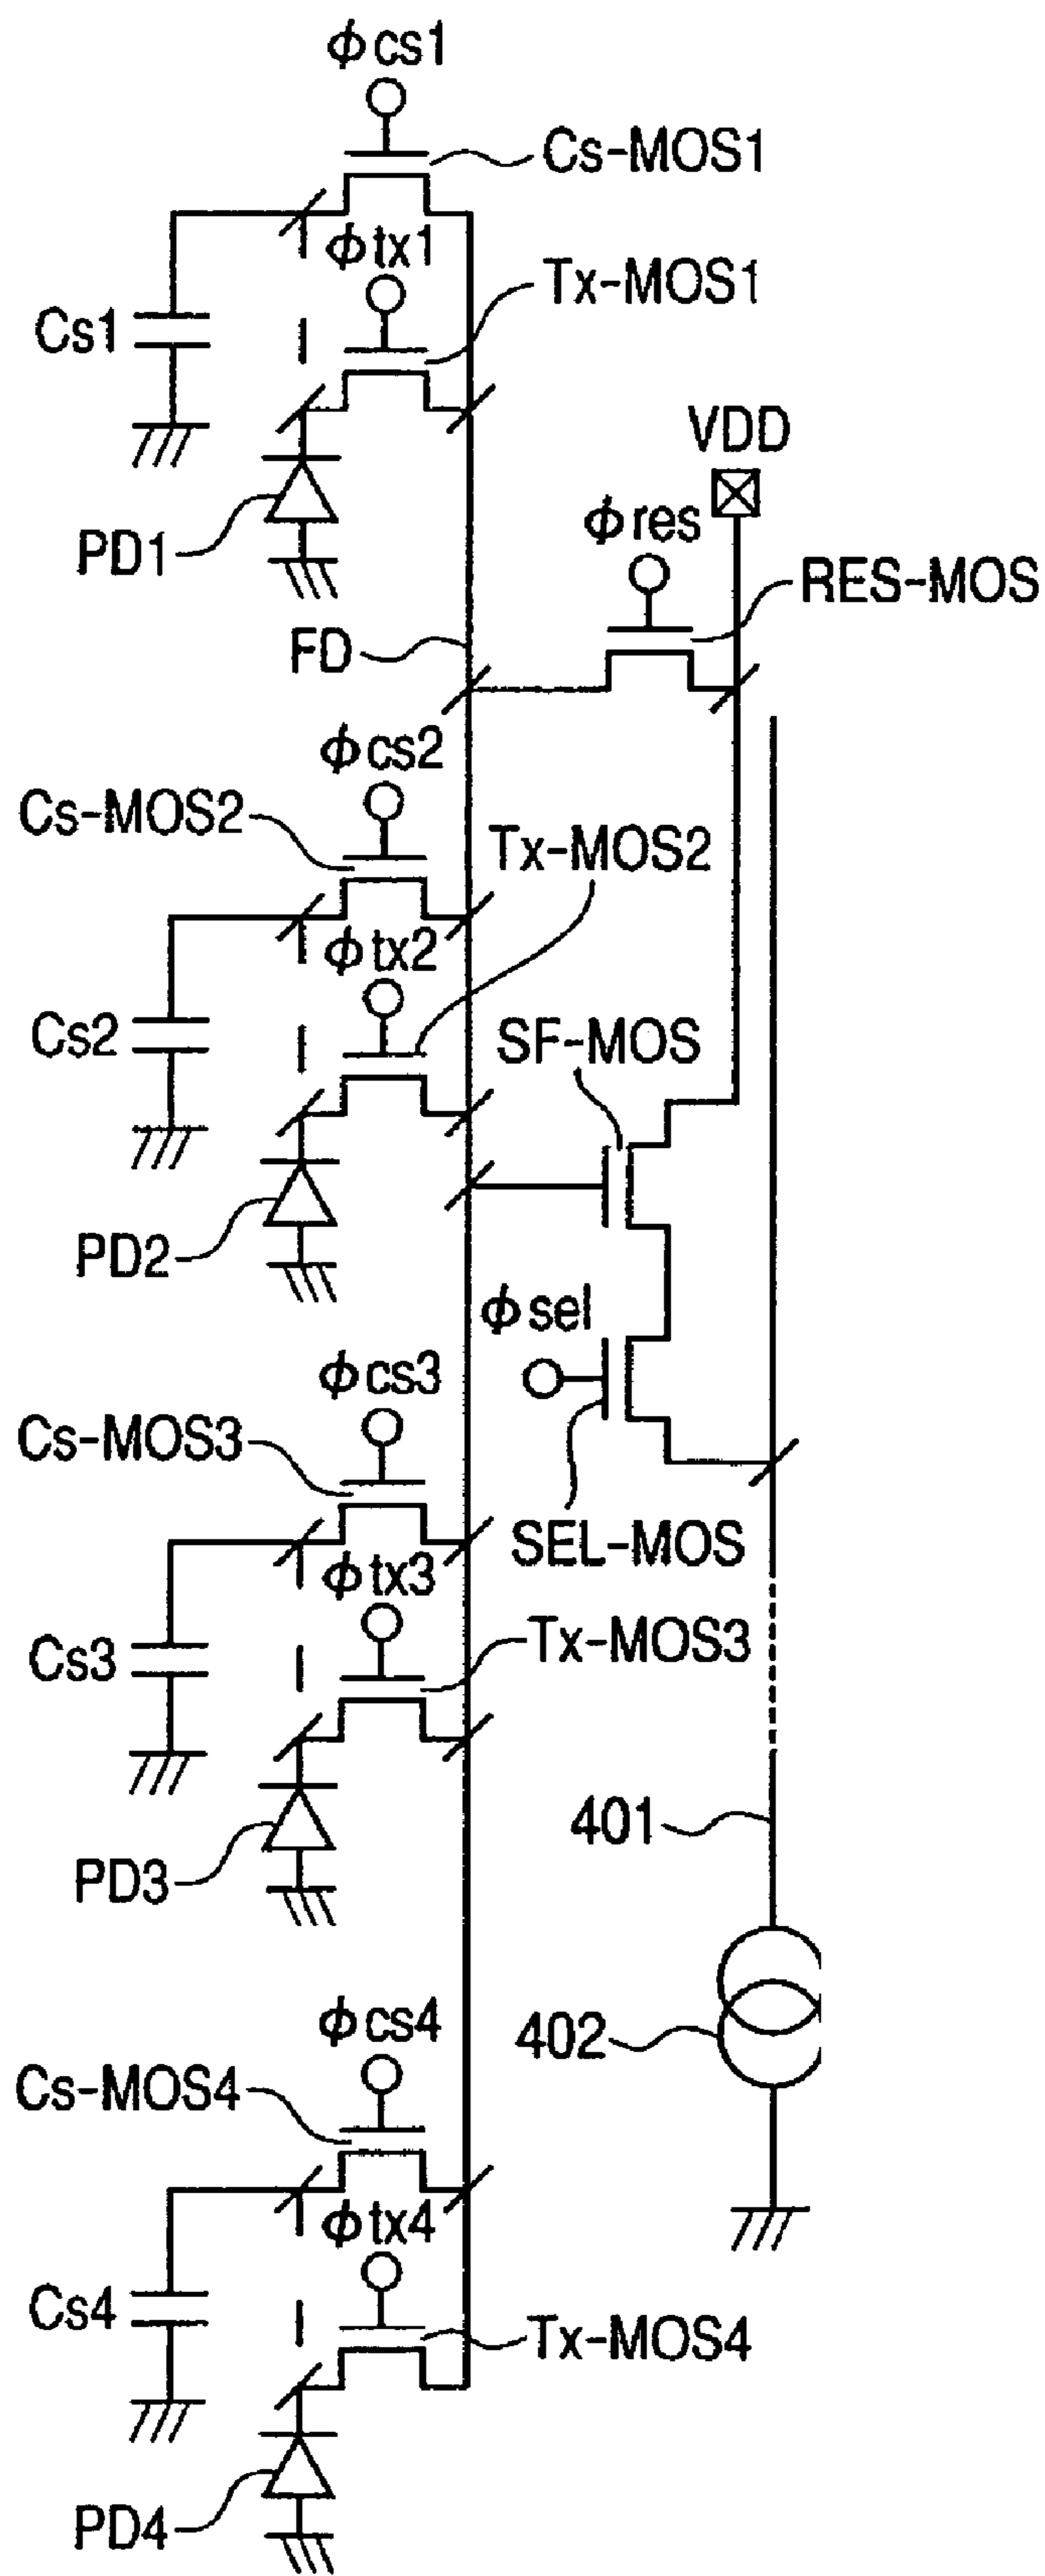 ϕcs1
Cs-MOS1
ϕtx1
Tx-MOS1
Cs1
VDD
PD1
ϕres
RES-MOS
FD
ϕcs2
Cs-MOS2
Tx-MOS2
ϕtx2
Cs2
SF-MOS
PD2
ϕsel
ϕcs3
Cs-MOS3
SEL-MOS
ϕtx3
Cs3
Tx-MOS3
401
PD3
ϕcs4
402
Cs-MOS4
ϕtx4
Cs4
Tx-MOS4
PD4